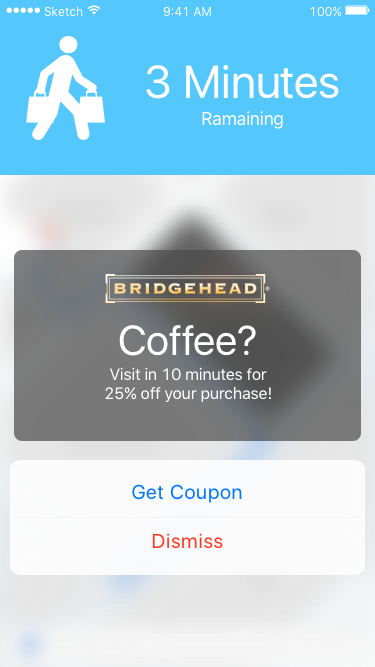 Sketch 9:41 AM 100%
3 Minutes
Ramaining
BRIDGEHEAD
Coffee?
Visit in 10 minutes for
25% off your purchase!
Get Coupon
Dismiss